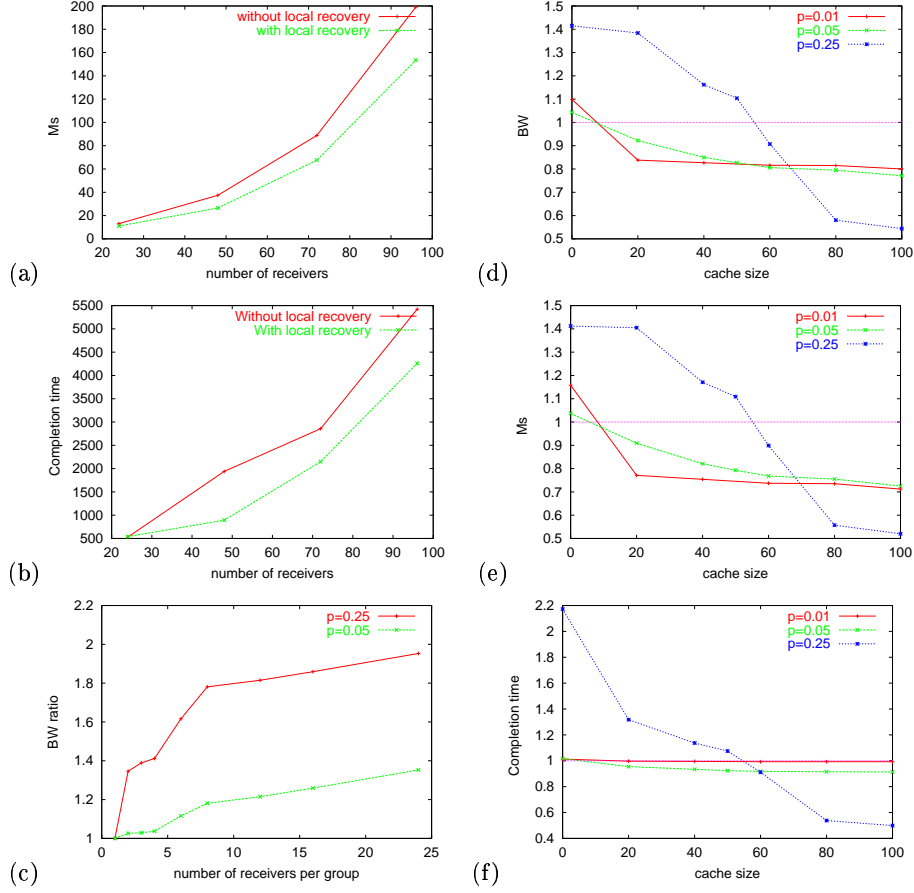 200
180
160
140
120
100
80
60
40
20
0
Ms
without local recovery
with local recovery
20 30 40 50 60 70 80 90 100
number of receivers
(a)
1.5
1.4
1.3
1.2
1.1
1
0.9
0.8
0.7
0.6
0.5
BW
p=0.01
p=0.05
p=0.25
0 20 40 60 80 100
cache size
(d)
5500
5000
4500
4000
3500
3000
2500
2000
1500
1000
500
Completion time
Without local recovery
With local recovery
20 30 40 50 60 70 80 90 100
number of receivers
(b)
1.5
1.4
1.3
1.2
1.1
1
0.9
0.8
0.7
0.6
0.5
Ms
p=0.01
p=0.05
p=0.25
0 20 40 60 80 100
cache size
(e)
2.2
2
1.8
1.6
1.4
1.2
1
BW ratio
p=0.25
p=0.05
0 5 10 15 20 25
number of receivers per group
(c)
2.2
2
1.8
1.6
1.4
1.2
1
0.8
0.6
0.4
Completion time
p=0.01
p=0.05
p=0.25
0 20 40 60 80 100
cache size
(f)